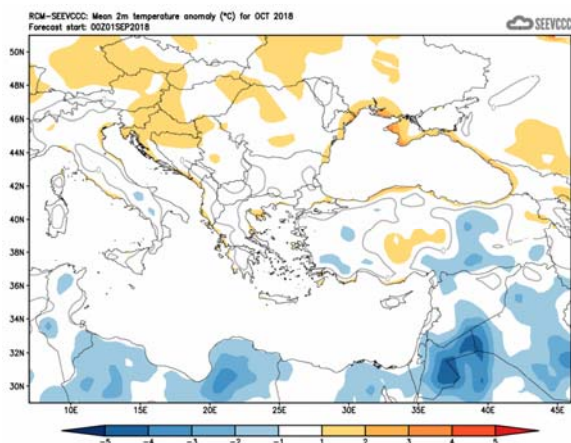 RCM-SEEVCCC: Mean 2m temperature anomaly (°C) for OCT 2018
Forecast start: 00Z01SEP2018
SEEVCCC
50N
48N
46N
44N
42N
40N
38N
36N
34N
32N
30N
10E 15E 20E 25E 30E 35E 40E 45E
-5 -4 -3 -2 -1 1 2 3 4 5